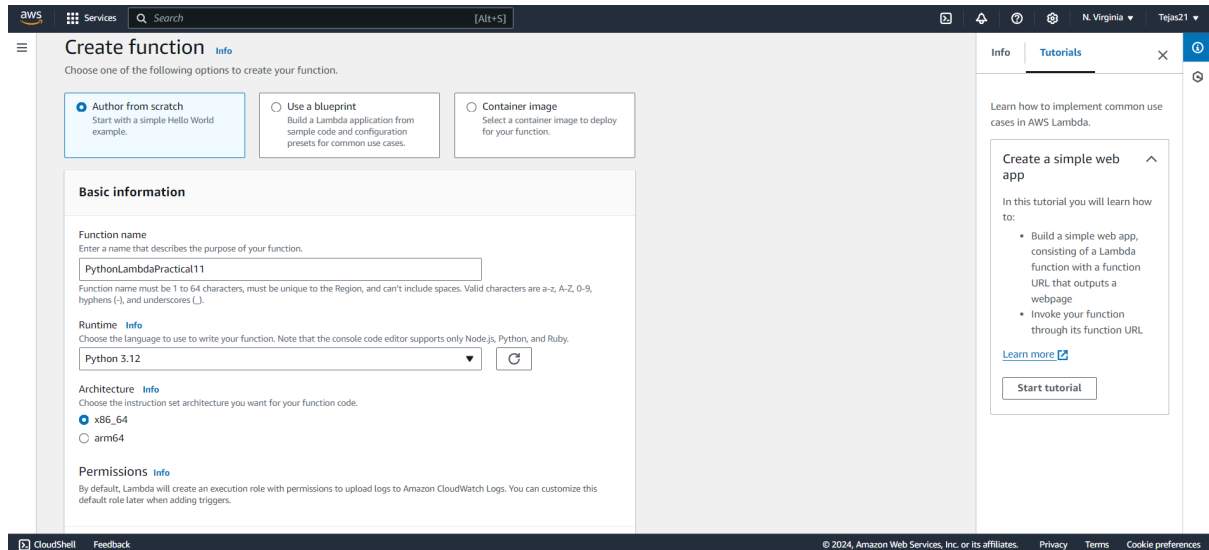 aws
Services
Search
[Alt+S]
N. Virginia
Tejas21
Create function Info
Choose one of the following options to create your function.
Author from scratch
Start with a simple Hello World
example.
Use a blueprint
Build a Lambda application from
sample code and configuration
presets for common use cases.
Container image
Select a container image to deploy
for your function.
Basic information
Function name
Enter a name that describes the purpose of your function.
PythonLambdaPractical11
Function name must be 1 to 64 characters, must be unique to the Region, and can't include spaces. Valid characters are a-z, A-Z, 0-9,
hyphens (-), and underscores (_).
Runtime Info
Choose the language to use to write your function. Note that the console code editor supports only Node.js, Python, and Ruby.
Python 3.12
Architecture Info
Choose the instruction set architecture you want for your function code.
x86_64
arm64
Permissions Info
By default, Lambda will create an execution role with permissions to upload logs to Amazon CloudWatch Logs. You can customize this
default role later when adding triggers.
Info
Tutorials
Learn how to implement common use
cases in AWS Lambda.
Create a simple web
app
In this tutorial you will learn how
to:
• Build a simple web app,
consisting of a Lambda
function with a function
URL that outputs a
webpage
• Invoke your function
through its function URL
Learn more
Start tutorial
CloudShell
Feedback
© 2024, Amazon Web Services, Inc. or its affiliates.
Privacy
Terms
Cookie preferences